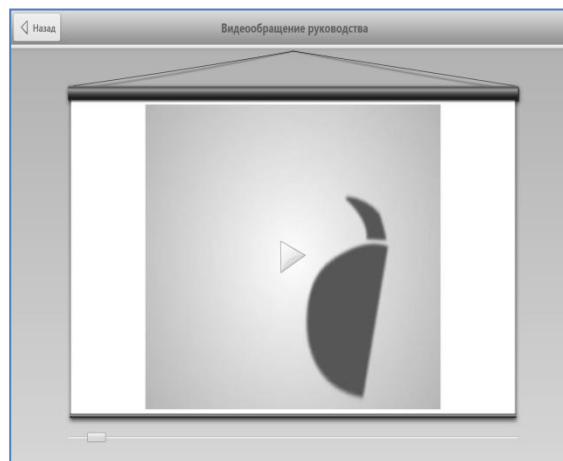 Назад
Видеообращение руководства